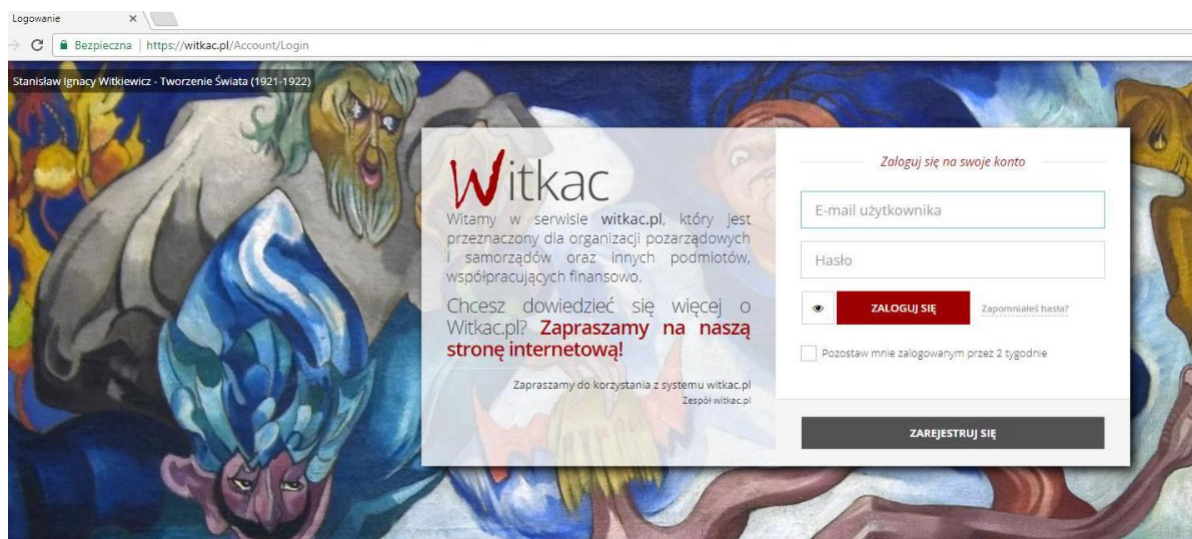 Logowanie
Bezpieczna
https://witkac.pl/Account/Login
Stanisław Ignacy Witkiewicz - Tworzenie Świata (1921-1922)
Witkac
Witamy w serwisie witkac.pl, który jest
przeznaczony dla organizacji pozarządowych
i samorządów oraz innych podmiotów,
współpracujących finansowo.
Chcesz dowiedzieć się więcej o
Witkac.pl? Zapraszamy na naszą
stronę internetową!
Zapraszamy do korzystania z systemu witkac.pl
Zespół witkac.pl
Zaloguj się na swoje konto
E-mail użytkownika
Hasło
ZALOGUJ SIĘ
Zapomniałeś hasła?
Pozostaw mnie zalogowanym przez 2 tygodnie
ZAREJESTRUJ SIĘ